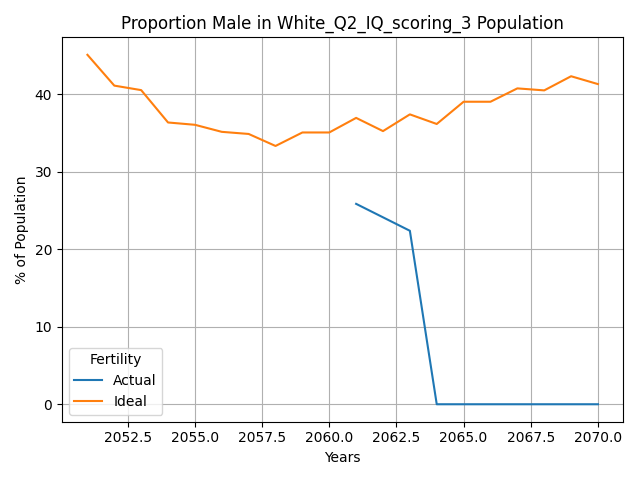 Proportion Male in White_Q2_IQ_scoring_3 Population
% of Population
40
30
20
10
0
Fertility
Actual
Ideal
2052.5 2055.0 2057.5 2060.0 2062.5 2065.0 2067.5 2070.0
Years